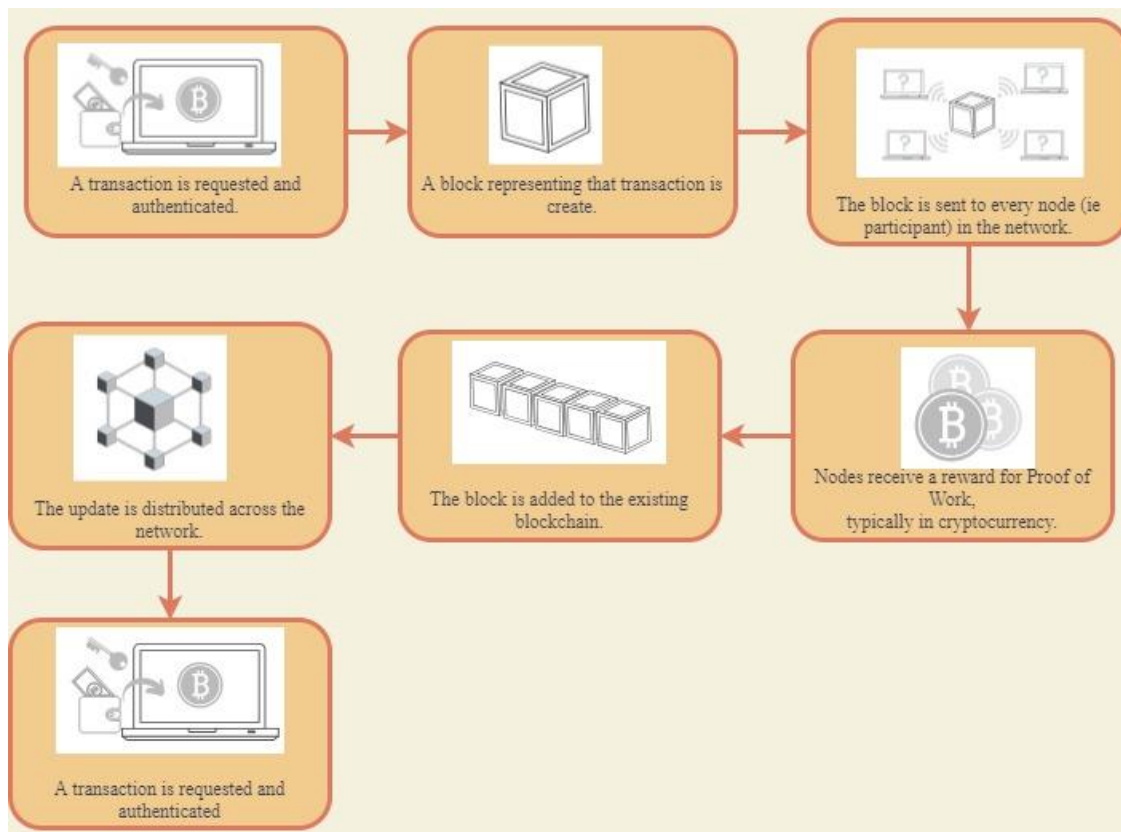 A transaction is requested and
authenticated.
A block representing that transaction is
create.
The block is sent to every node (ie
participant) in the network.
Nodes receive a reward for Proof of
Work,
typically in cryptocurrency.
The block is added to the existing
blockchain.
The update is distributed across the
network.
A transaction is requested and
authenticated